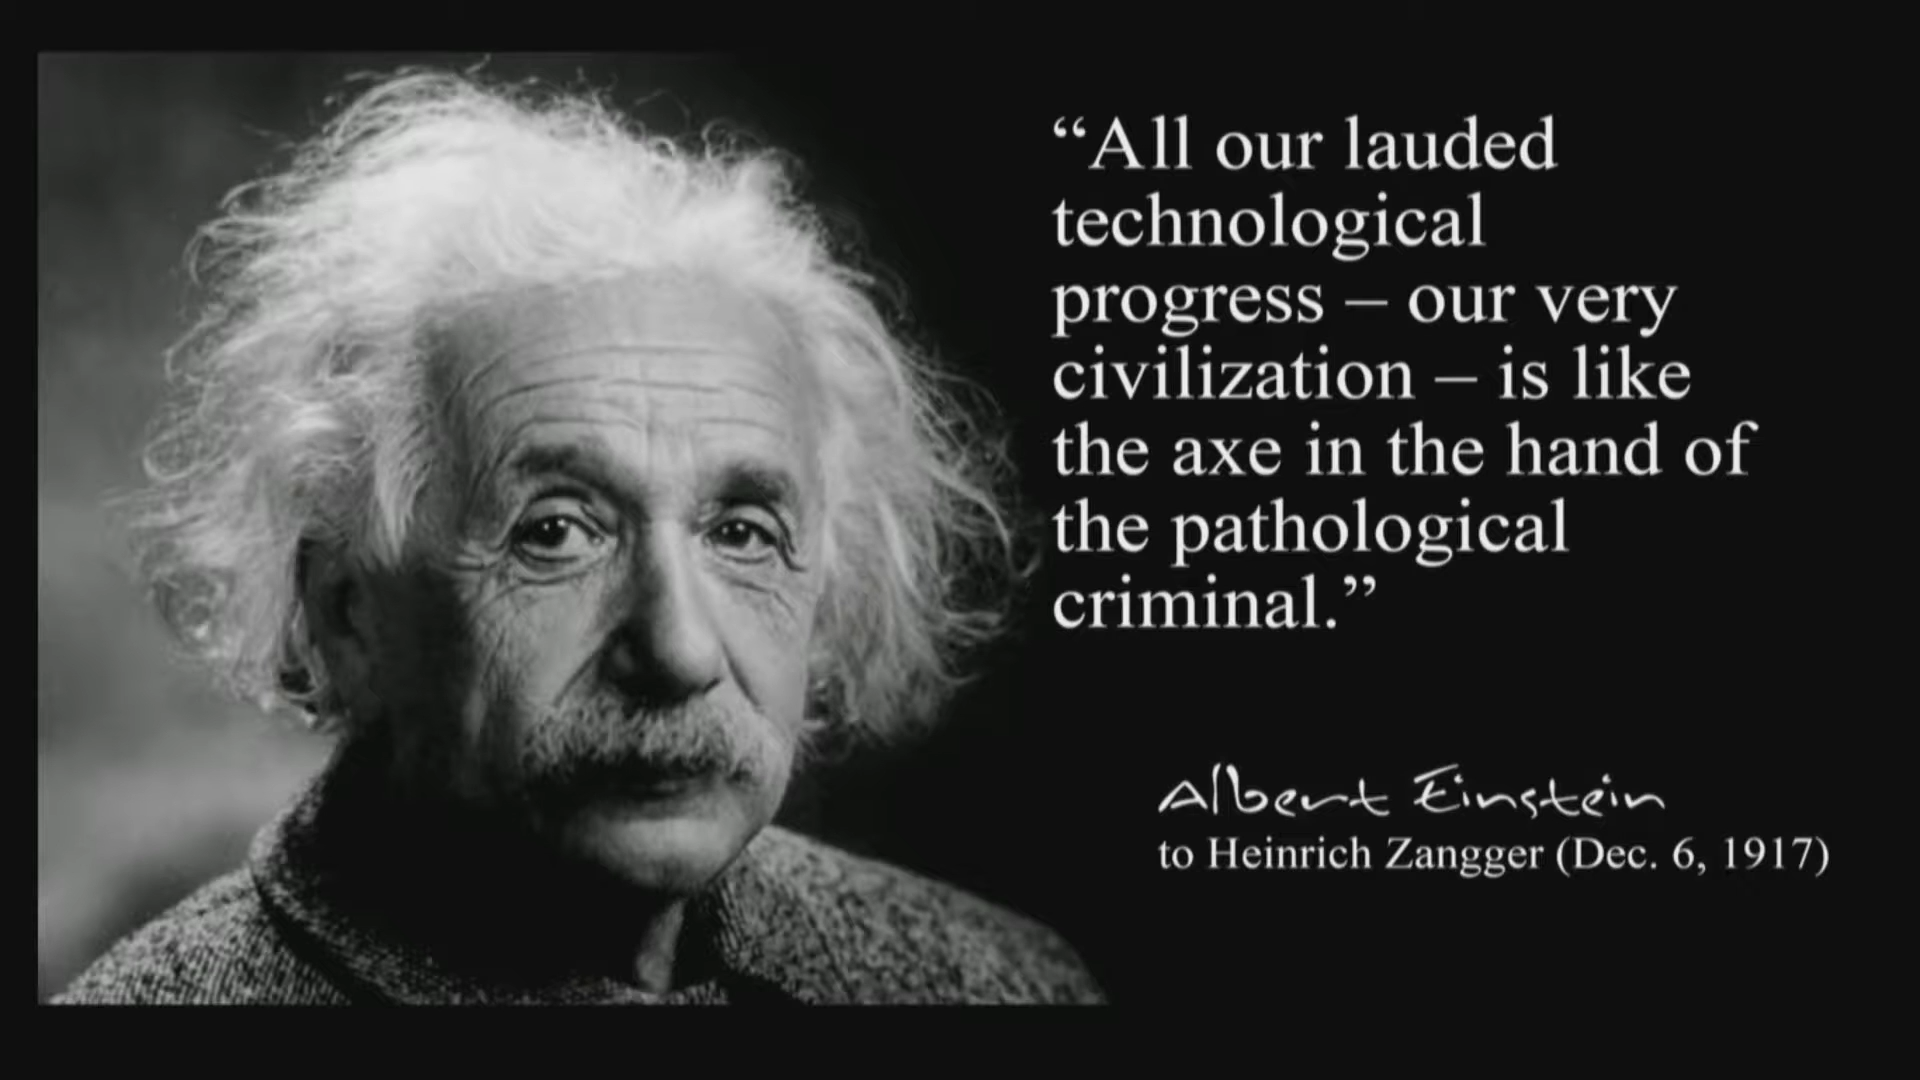 “All our lauded
technological
progress – our very
civilization – is like
the axe in the hand of
the pathological
criminal.”
Albert Einstein
to Heinrich Zangger (Dec. 6, 1917)